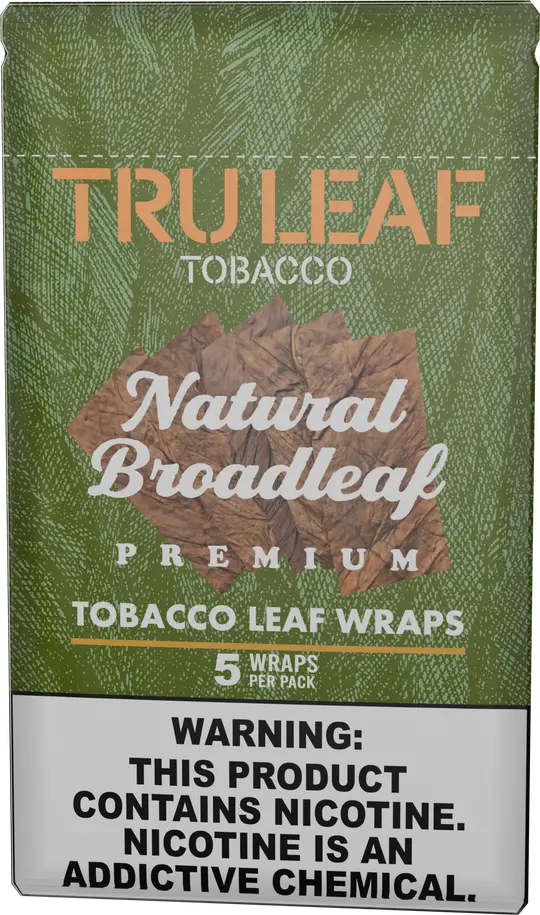 TRU LEAF
TOBACCO
Natural
Broadleaf
PREMIUM
TOBACCO LEAF WRAPS
5 WRAPS
PER PACK
WARNING:
THIS PRODUCT
CONTAINS NICOTINE.
NICOTINE IS AN
ADDICTIVE CHEMICAL.